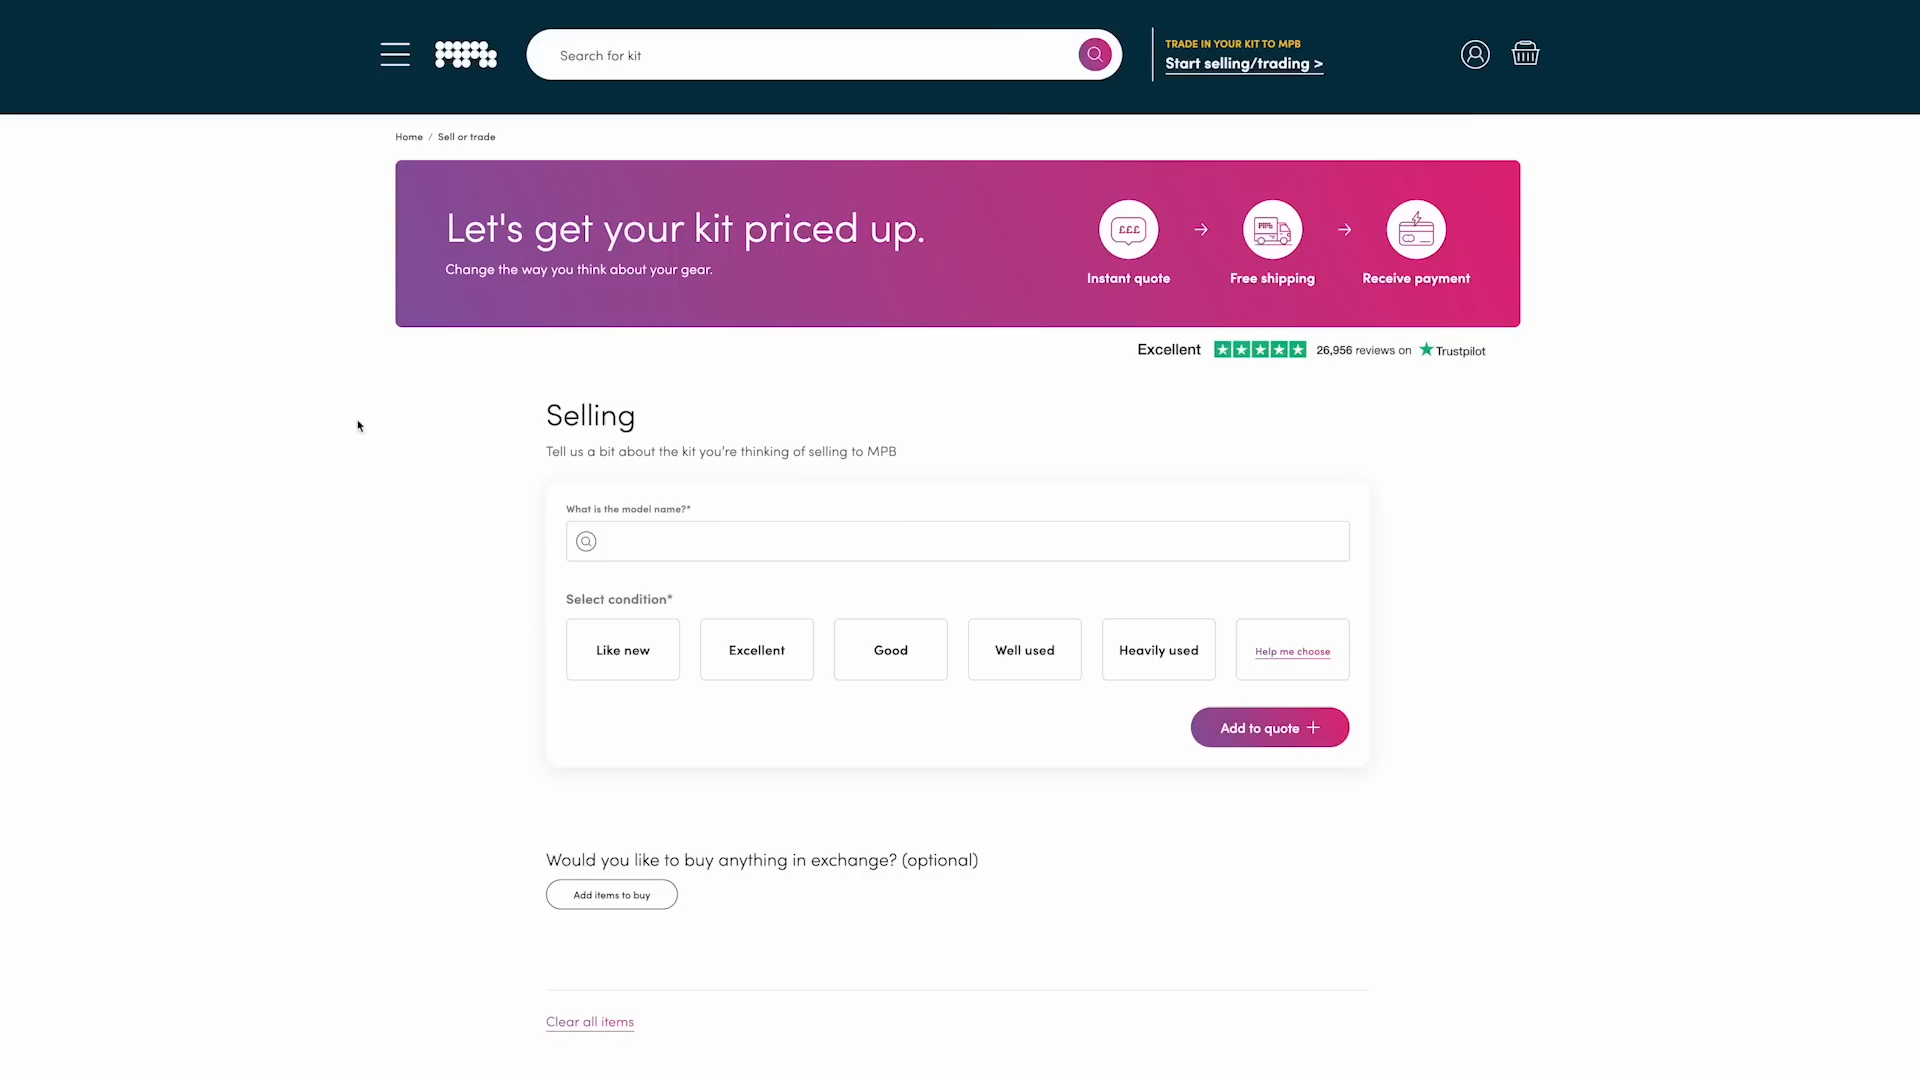 mpb
Search for kit
TRADE IN YOUR KIT TO MPB
Start selling/trading >
Home / Sell or trade
Let's get your kit priced up.
Change the way you think about your gear.
£££
mpb
Instant quote
Free shipping
Receive payment
Excellent 26,956 reviews on Trustpilot
Selling
Tell us a bit about the kit you're thinking of selling to MPB
What is the model name?*
Select condition*
Like new
Excellent
Good
Well used
Heavily used
Help me choose
Add to quote +
Would you like to buy anything in exchange? (optional)
Add items to buy
Clear all items